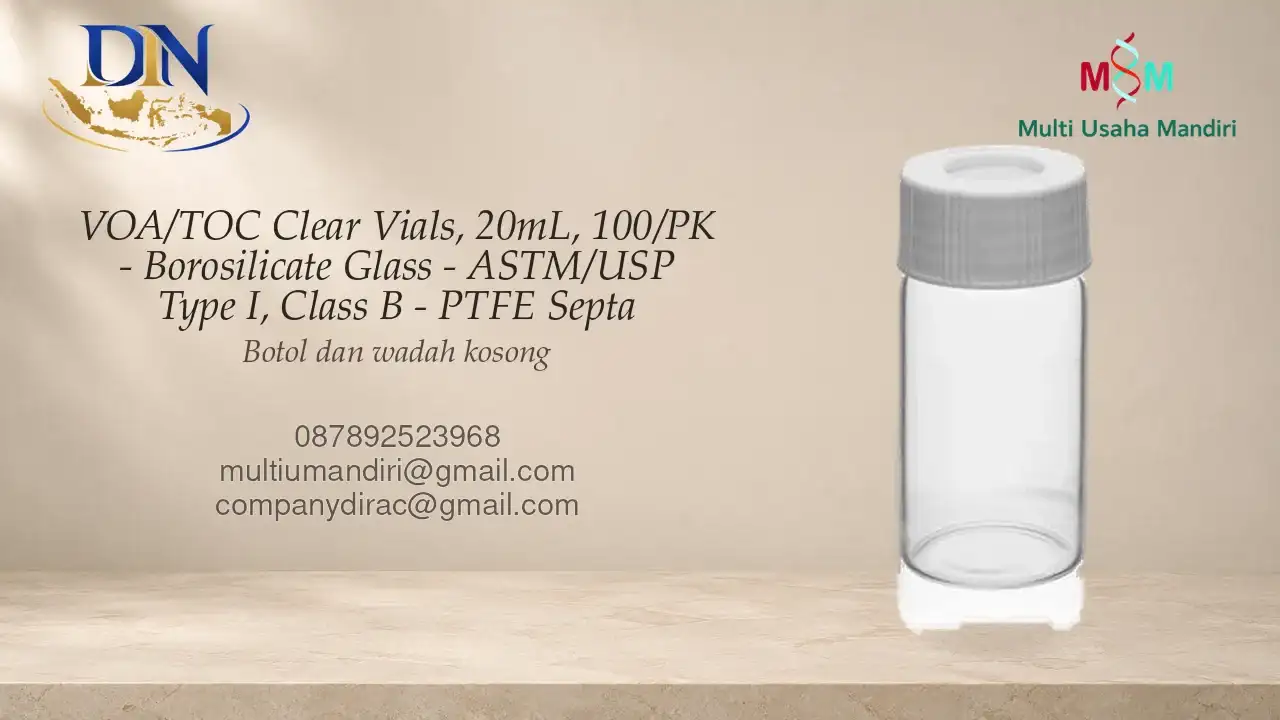 DN
M M
Multi Usaha Mandiri
VOA/TOC Clear Vials, 20mL, 100/PK
- Borosilicate Glass - ASTM/USP
Type I, Class B - PTFE Septa
Botol dan wadah kosong
087892523968
multiumandiri@gmail.com
companydirac@gmail.com